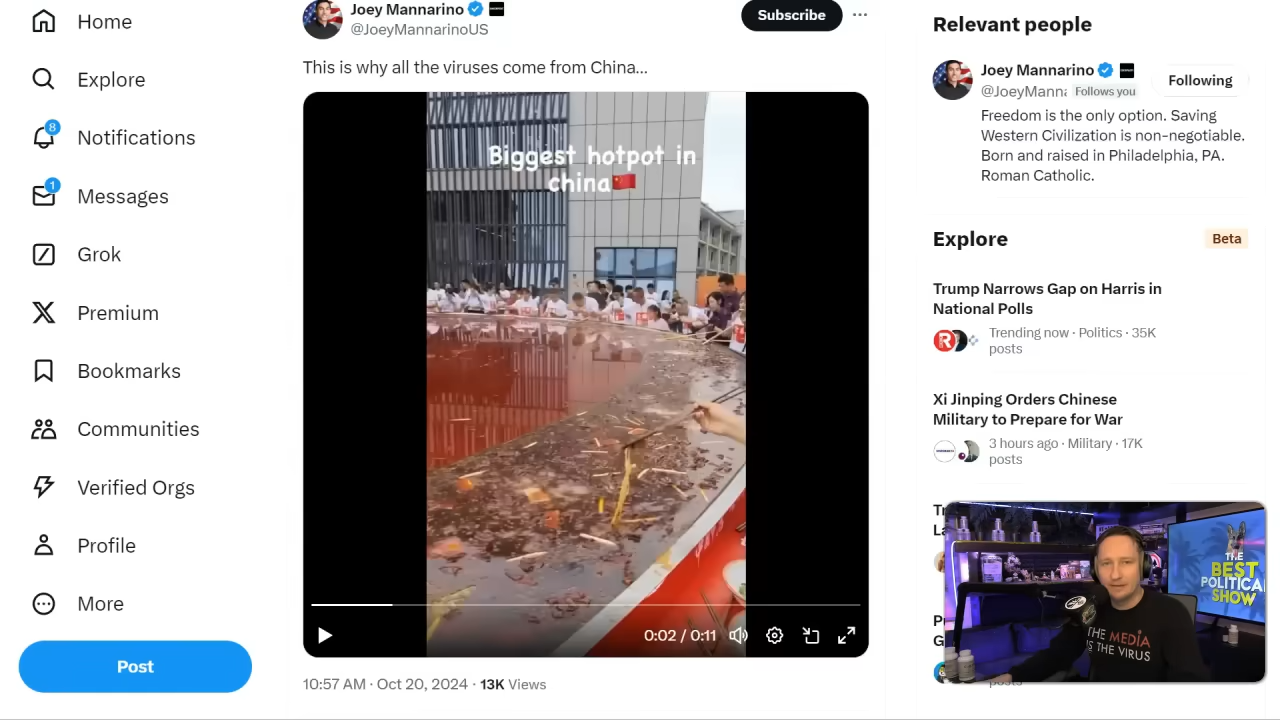 Home
Explore
8
Notifications
1
Messages
Grok
Premium
Bookmarks
Communities
Verified Orgs
Profile
More
Post
Joey Mannarino
@JoeyMannarinoUS
Subscribe
This is why all the viruses come from China...
Biggest hotpot in
china🇨🇳
0:02 / 0:11
10:57 AM · Oct 20, 2024 · 13K Views
Relevant people
Joey Mannarino
@JoeyManna Follows you
Following
Freedom is the only option. Saving
Western Civilization is non-negotiable.
Born and raised in Philadelphia, PA.
Roman Catholic.
Explore
Beta
Trump Narrows Gap on Harris in
National Polls
Trending now · Politics · 35K
posts
Xi Jinping Orders Chinese
Military to Prepare for War
3 hours ago · Military · 17K
posts
THE
BEST
POLITICA
SHOW
THE MEDIA
IS THE VIRUS
posts